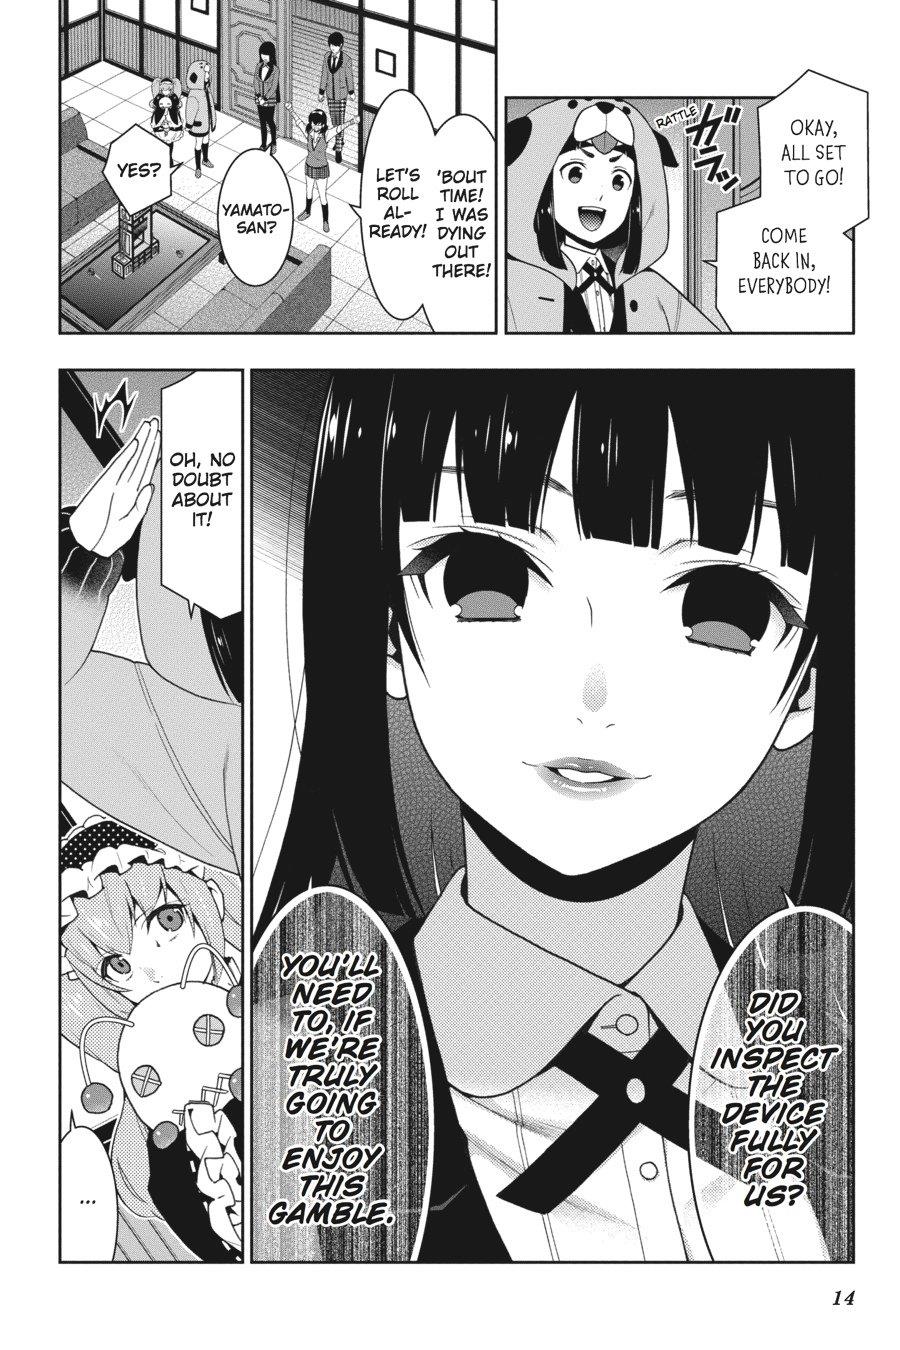 OKAY,
ALL SET
TO GO!
COME
BACK IN,
EVERYBODY!
RATTLE
ガラッ
'BOUT
TIME!
I WAS
DYING
OUT
THERE!
LET'S
ROLL
AL-
READY!
YAMATO-
SAN?
YES?
DID
YOU
INSPECT
THE
DEVICE
FULLY
FOR
US?
YOU'LL
NEED
TO, IF
WE'RE
TRULY
GOING
TO
ENJOY
THIS
GAMBLE.
OH, NO
DOUBT
ABOUT
IT!
...
14